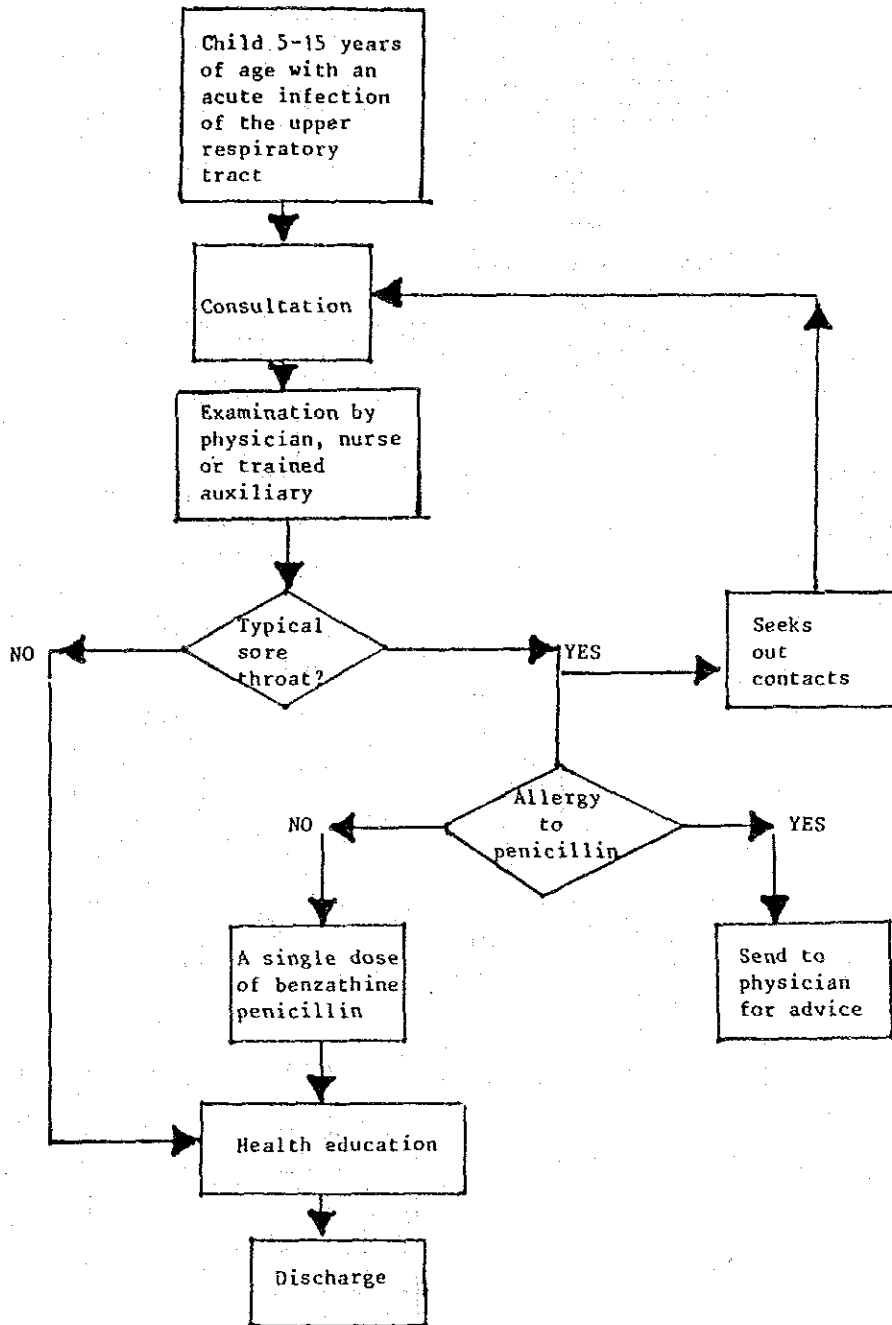 Child 5-15 years
of age with an
acute infection
of the upper
respiratory
tract
Consultation
Examination by
physician, nurse
or trained
auxiliary
Typical
sore
throat?
NO
YES
Seeks
out
contacts
Allergy
to
penicillin
NO
YES
A single dose
of benzathine
penicillin
Send to
physician
for advice
Health education
Discharge